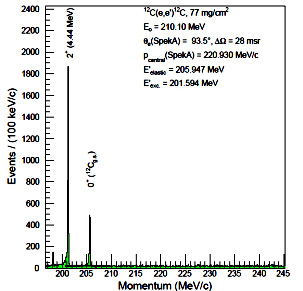 ¹²C(e,e')¹²C, 77 mg/cm²
E₀ = 210.10 MeV
θₑ(SpekA) = 93.5°, ΔΩ = 28 msr
p_central(SpekA) = 220.930 MeV/c
E'_elastic = 205.947 MeV
E'_exc. = 201.594 MeV
2⁺ (4.44 MeV)
0⁺ (¹²C_g.s.)
Events / (100 keV/c)
2400
2200
2000
1800
1600
1400
1200
1000
800
600
400
200
0
200 205 210 215 220 225 230 235 240 245
Momentum (MeV/c)